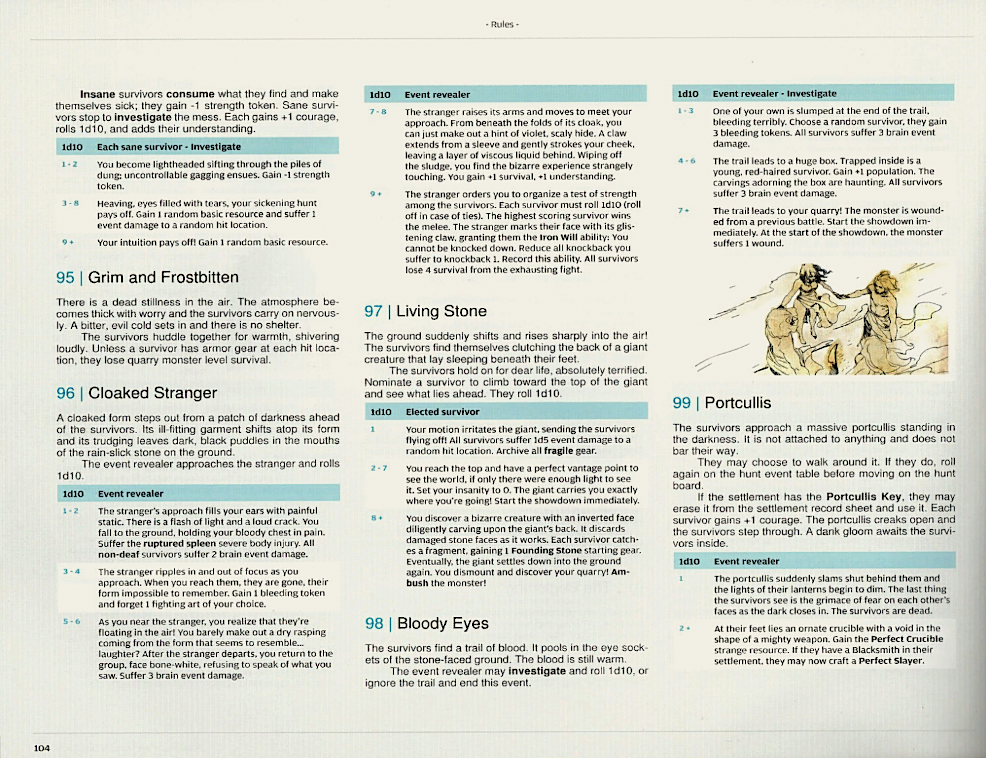 - Rules -
Insane survivors consume what they find and make
themselves sick; they gain -1 strength token. Sane survi-
vors stop to investigate the mess. Each gains +1 courage,
rolls 1d10, and adds their understanding.
1d10 Each sane survivor - Investigate
1 - 2 You become lightheaded sifting through the piles of
dung; uncontrollable gagging ensues. Gain -1 strength
token.
3 - 8 Heaving, eyes filled with tears, your sickening hunt
pays off. Gain 1 random basic resource and suffer 1
event damage to a random hit location.
9 + Your intuition pays off! Gain 1 random basic resource.
95 | Grim and Frostbitten
There is a dead stillness in the air. The atmosphere be-
comes thick with worry and the survivors carry on nervous-
ly. A bitter, evil cold sets in and there is no shelter.
The survivors huddle together for warmth, shivering
loudly. Unless a survivor has armor gear at each hit loca-
tion, they lose quarry monster level survival.
96 | Cloaked Stranger
A cloaked form steps out from a patch of darkness ahead
of the survivors. Its ill-fitting garment shifts atop its form
and its trudging leaves dark, black puddles in the mouths
of the rain-slick stone on the ground.
The event revealer approaches the stranger and rolls
1d10.
1d10 Event revealer
1 - 2 The stranger's approach fills your ears with painful
static. There is a flash of light and a loud crack. You
fall to the ground, holding your bloody chest in pain.
Suffer the ruptured spleen severe body injury. All
non-deaf survivors suffer 2 brain event damage.
3 - 4 The stranger ripples in and out of focus as you
approach. When you reach them, they are gone, their
form impossible to remember. Gain 1 bleeding token
and forget 1 fighting art of your choice.
5 - 6 As you near the stranger, you realize that they're
floating in the air! You barely make out a dry rasping
coming from the form that seems to resemble...
laughter? After the stranger departs, you return to the
group, face bone-white, refusing to speak of what you
saw. Suffer 3 brain event damage.
1d10 Event revealer
7 - 8 The stranger raises its arms and moves to meet your
approach. From beneath the folds of its cloak, you
can just make out a hint of violet, scaly hide. A claw
extends from a sleeve and gently strokes your cheek,
leaving a layer of viscous liquid behind. Wiping off
the sludge, you find the bizarre experience strangely
touching. You gain +1 survival, +1 understanding.
9 + The stranger orders you to organize a test of strength
among the survivors. Each survivor must roll 1d10 (roll
off in case of ties). The highest scoring survivor wins
the melee. The stranger marks their face with its glis-
tening claw, granting them the Iron Will ability: You
cannot be knocked down. Reduce all knockback you
suffer to knockback 1. Record this ability. All survivors
lose 4 survival from the exhausting fight.
97 | Living Stone
The ground suddenly shifts and rises sharply into the air!
The survivors find themselves clutching the back of a giant
creature that lay sleeping beneath their feet.
The survivors hold on for dear life, absolutely terrified.
Nominate a survivor to climb toward the top of the giant
and see what lies ahead. They roll 1d10.
1d10 Elected survivor
1 Your motion irritates the giant, sending the survivors
flying off! All survivors suffer 1d5 event damage to a
random hit location. Archive all fragile gear.
2 - 7 You reach the top and have a perfect vantage point to
see the world, if only there were enough light to see
it. Set your insanity to 0. The giant carries you exactly
where you're going! Start the showdown immediately.
8 + You discover a bizarre creature with an inverted face
diligently carving upon the giant's back. It discards
damaged stone faces as it works. Each survivor catch-
es a fragment, gaining 1 Founding Stone starting gear.
Eventually, the giant settles down into the ground
again. You dismount and discover your quarry! Am-
bush the monster!
98 | Bloody Eyes
The survivors find a trail of blood. It pools in the eye sock-
ets of the stone-faced ground. The blood is still warm.
The event revealer may investigate and roll 1d10, or
ignore the trail and end this event.
1d10 Event revealer - Investigate
1 - 3 One of your own is slumped at the end of the trail,
bleeding terribly. Choose a random survivor, they gain
3 bleeding tokens. All survivors suffer 3 brain event
damage.
4 - 6 The trail leads to a huge box. Trapped inside is a
young, red-haired survivor. Gain +1 population. The
carvings adorning the box are haunting. All survivors
suffer 3 brain event damage.
7 + The trail leads to your quarry! The monster is wound-
ed from a previous battle. Start the showdown im-
mediately. At the start of the showdown, the monster
suffers 1 wound.
99 | Portcullis
The survivors approach a massive portcullis standing in
the darkness. It is not attached to anything and does not
bar their way.
They may choose to walk around it. If they do, roll
again on the hunt event table before moving on the hunt
board.
If the settlement has the Portcullis Key, they may
erase it from the settlement record sheet and use it. Each
survivor gains +1 courage. The portcullis creaks open and
the survivors step through. A dank gloom awaits the survi-
vors inside.
1d10 Event revealer
1 The portcullis suddenly slams shut behind them and
the lights of their lanterns begin to dim. The last thing
the survivors see is the grimace of fear on each other's
faces as the dark closes in. The survivors are dead.
2 + At their feet lies an ornate crucible with a void in the
shape of a mighty weapon. Gain the Perfect Crucible
strange resource. If they have a Blacksmith in their
settlement, they may now craft a Perfect Slayer.
104